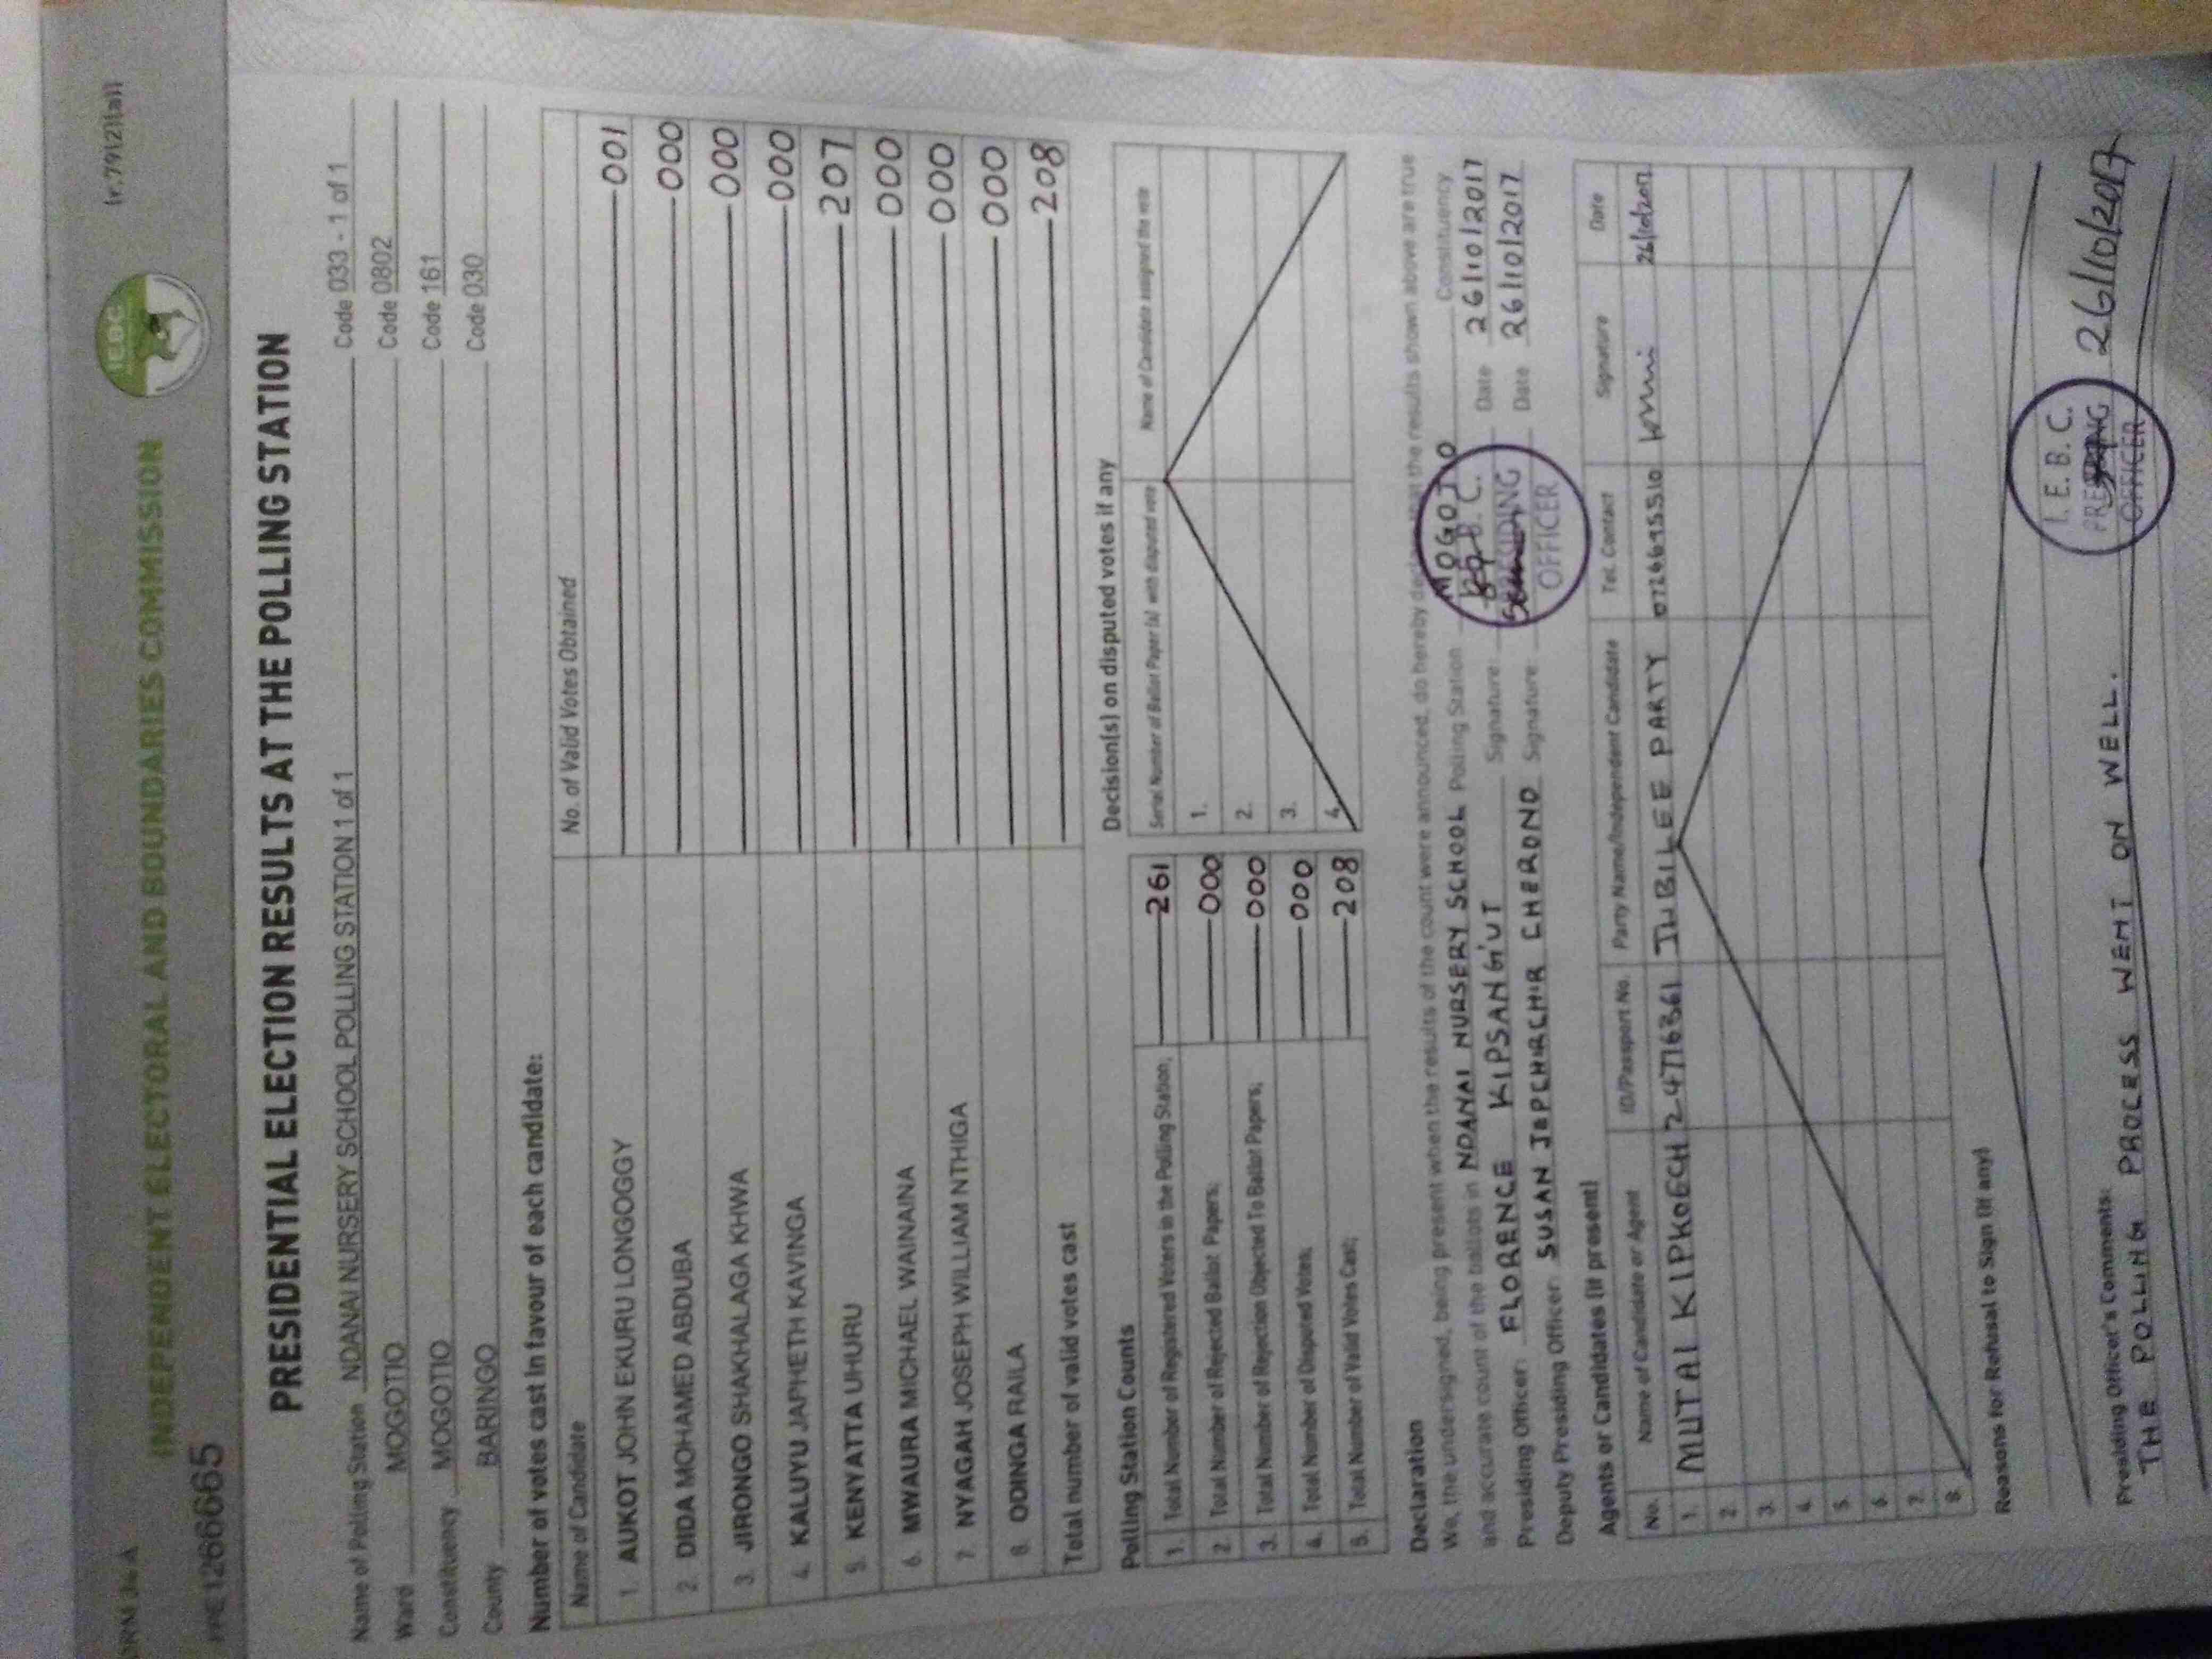 (r.79(2)(a))
INDEPENDENT ELECTORAL AND BOUNDARIES COMMISSION
IEBC
1266665
PRESIDENTIAL ELECTION RESULTS AT THE POLLING STATION
Name of Polling Station NDANAI NURSERY SCHOOL POLLING STATION 1 of 1 Code 033 - 1 of 1
Ward MOGOTIO Code 0802
Constituency MOGOTIO Code 161
County BARINGO Code 030
Number of votes cast in favour of each candidate:
Name of Candidate No. of Valid Votes Obtained
1. AUKOT JOHN EKURU LONGOGGY 001
2. DIDA MOHAMED ABDUBA 000
3. JIRONGO SHAKHALAGA KHWA 000
4. KALUYU JAPHETH KAVINGA 000
5. KENYATTA UHURU 207
6. MWAURA MICHAEL WAINAINA 000
7. NYAGAH JOSEPH WILLIAM NTHIGA 000
8. ODINGA RAILA 000
Total number of valid votes cast 208
Polling Station Counts
1. Total Number of Registered Voters in the Polling Station; 261
2. Total Number of Rejected Ballot Papers; 000
3. Total Number of Rejection Objected To Ballot Papers; 000
4. Total Number of Disputed Votes; 000
5. Total Number of Valid Votes Cast; 208
Decision(s) on disputed votes if any
Serial Number of Ballot Paper (s) with disputed vote Name of Candidate assigned the vote
1.
2.
3.
4.
Declaration
We, the undersigned, being present when the results of the count were announced, do hereby declare that the results shown above are true
and accurate count of the ballots in NDANAI NURSERY SCHOOL Polling Station MOGOTIO Constituency
Presiding Officer: FLORENCE KIPSANG'UT Signature: Date 26/10/2017
Deputy Presiding Officer: SUSAN JEPCHIRCHIR CHERONO Signature: Date 26/10/2017
PRESIDING
OFFICER
Agents or Candidates (if present)
No. Name of Candidate or Agent ID/Passport No. Party Name/Independent Candidate Tel. Contact Signature Date
1. MUTAI KIPKOECH JUBILEE PARTY 26/10/2017
2.
3.
4.
5.
6.
7.
8.
Reasons for Refusal to Sign (if any)
Presiding Officer's Comments:
THE POLLING PROCESS WENT ON WELL.
I. E. B. C.
PRESIDING
OFFICER
26/10/2017